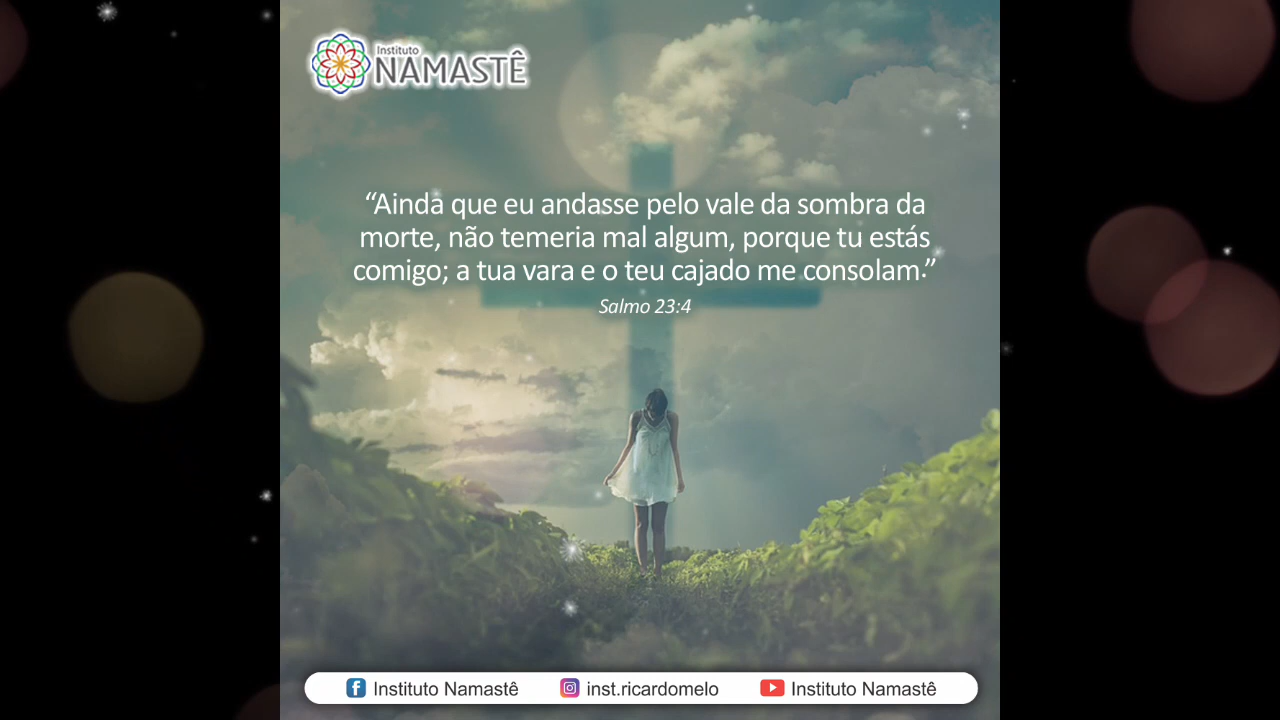 Instituto
NAMASTÊ
“Ainda que eu andasse pelo vale da sombra da
morte, não temeria mal algum, porque tu estás
comigo; a tua vara e o teu cajado me consolam.”
Salmo 23:4
Instituto Namastê inst.ricardomelo Instituto Namastê